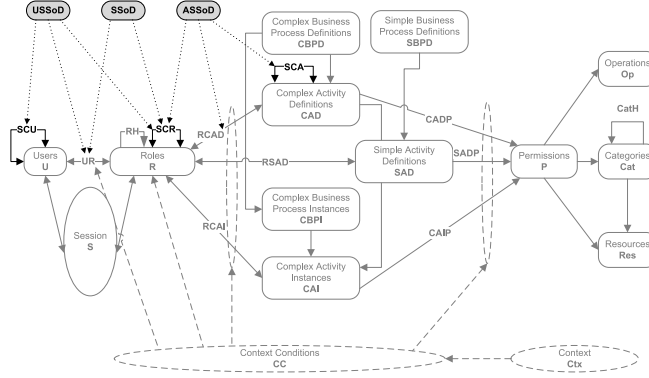 USSoD
SSoD
ASSoD
Complex Business
Process Definitions
CBPD
Simple Business
Process Definitions
SBPD
Operations
Op
SCA
Complex Activity
Definitions
CAD
CADP
CatH
SCU
SCR
RH
RCAD
Users
U
UR
Roles
R
RSAD
Simple Activity
Definitions
SAD
SADP
Permissions
P
Categories
Cat
Complex Business
Process Instances
CBPI
RCAI
CAIP
Session
S
Complex Activity
Instances
CAI
Resources
Res
Context Conditions
CC
Context
Ctx